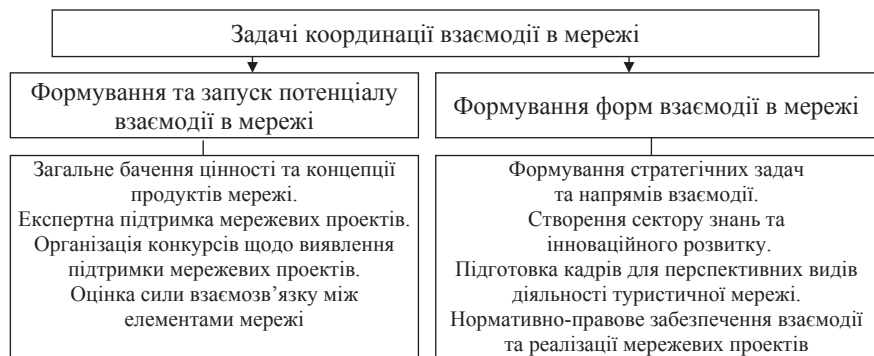 Задачі координації взаємодії в мережі
Формування та запуск потенціалу
взаємодії в мережі
Формування форм взаємодії в мережі
Загальне бачення цінності та концепції
продуктів мережі.
Експертна підтримка мережевих проектів.
Організація конкурсів щодо виявлення
підтримки мережевих проектів.
Оцінка сили взаємозв’язку між
елементами мережі
Формування стратегічних задач
та напрямів взаємодії.
Створення сектору знань та
інноваційного розвитку.
Підготовка кадрів для перспективних видів
діяльності туристичної мережі.
Нормативно-правове забезпечення взаємодії
та реалізації мережевих проектів